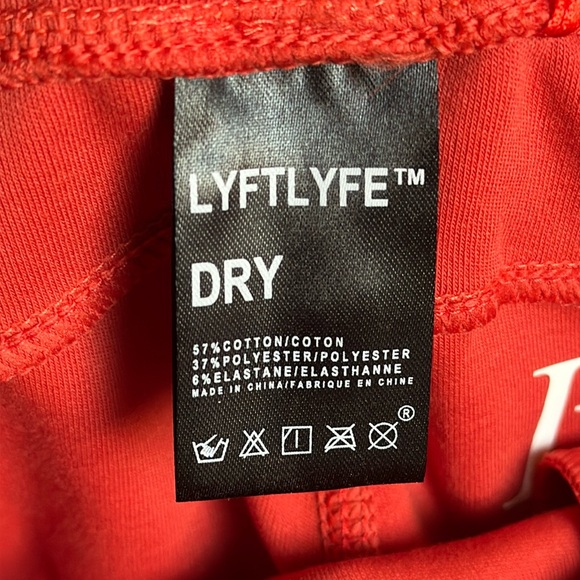 LYFTLYFE™
DRY
57%COTTON/COTON
37%POLYESTER/POLYESTER
6%ELASTANE/ELASTHANNE
MADE IN CHINA/FABRIQUE EN CHINE
®